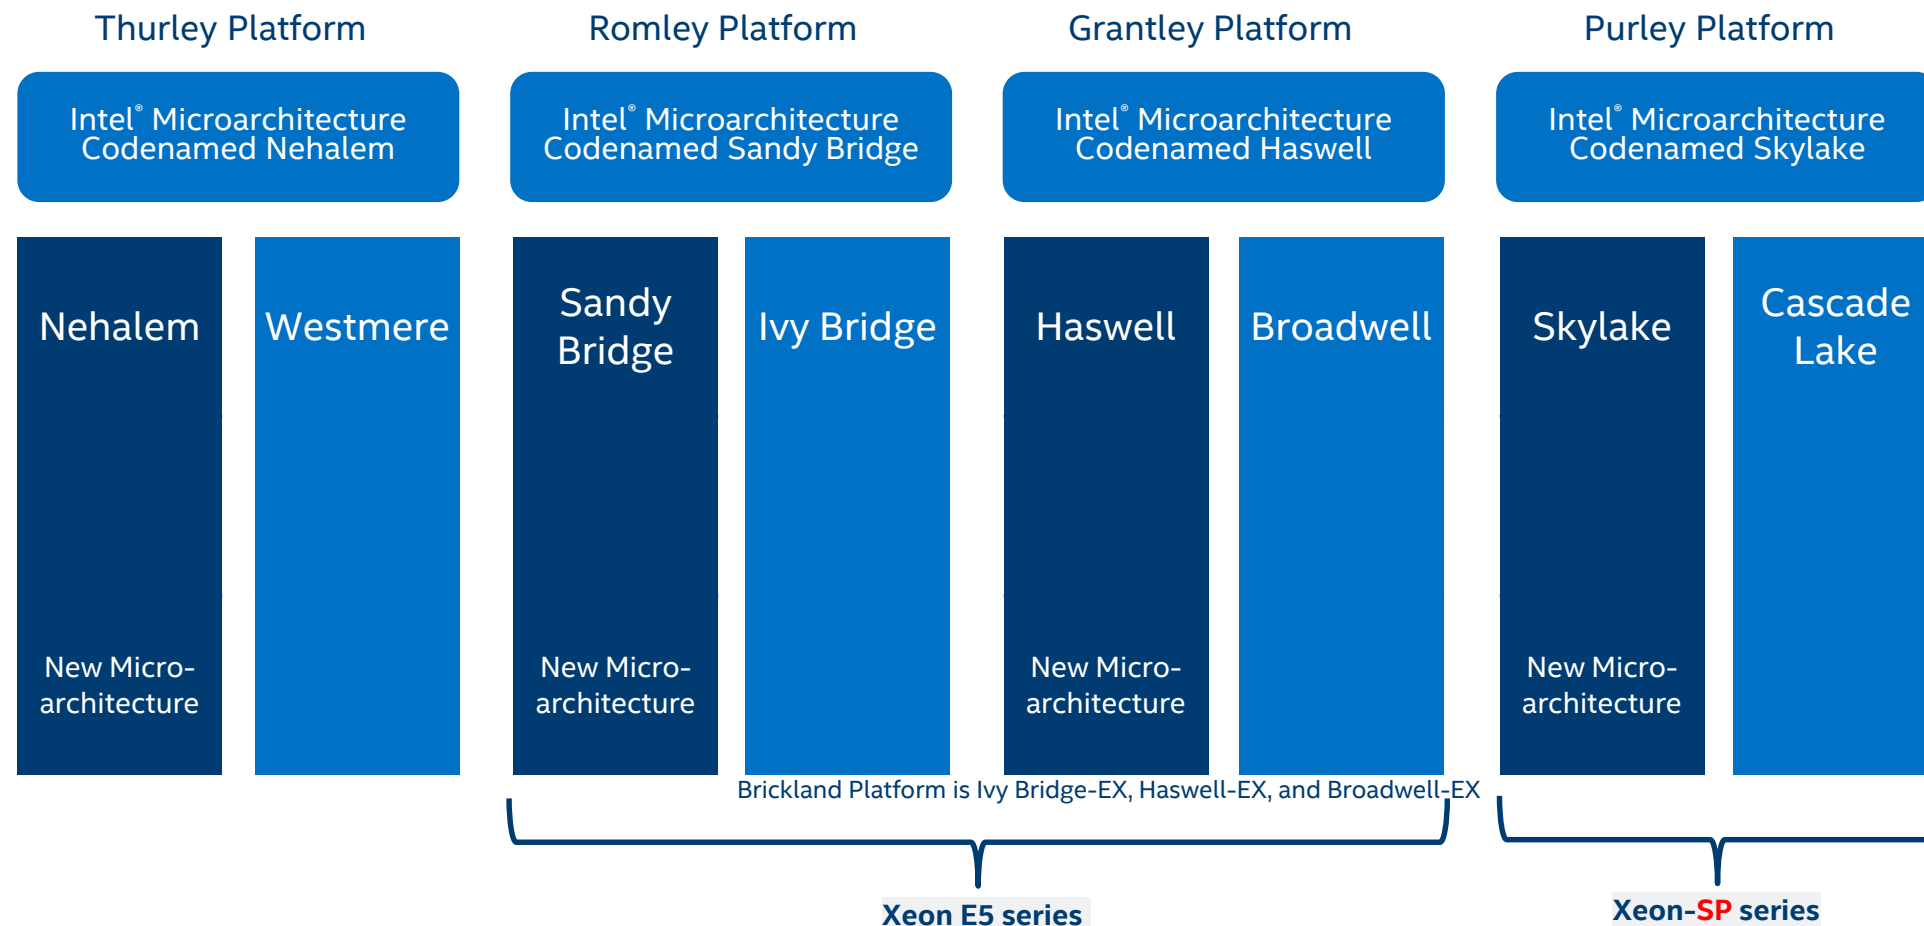 Thurley Platform
Romley Platform
Grantley Platform
Purley Platform
Intel® Microarchitecture
Codenamed Nehalem
Intel® Microarchitecture
Codenamed Sandy Bridge
Intel® Microarchitecture
Codenamed Haswell
Intel® Microarchitecture
Codenamed Skylake
Nehalem
Westmere
Sandy
Bridge
Ivy Bridge
Haswell
Broadwell
Skylake
Cascade
Lake
New Micro-
architecture
New Micro-
architecture
New Micro-
architecture
New Micro-
architecture
Brickland Platform is Ivy Bridge-EX, Haswell-EX, and Broadwell-EX
Xeon E5 series
Xeon-SP series